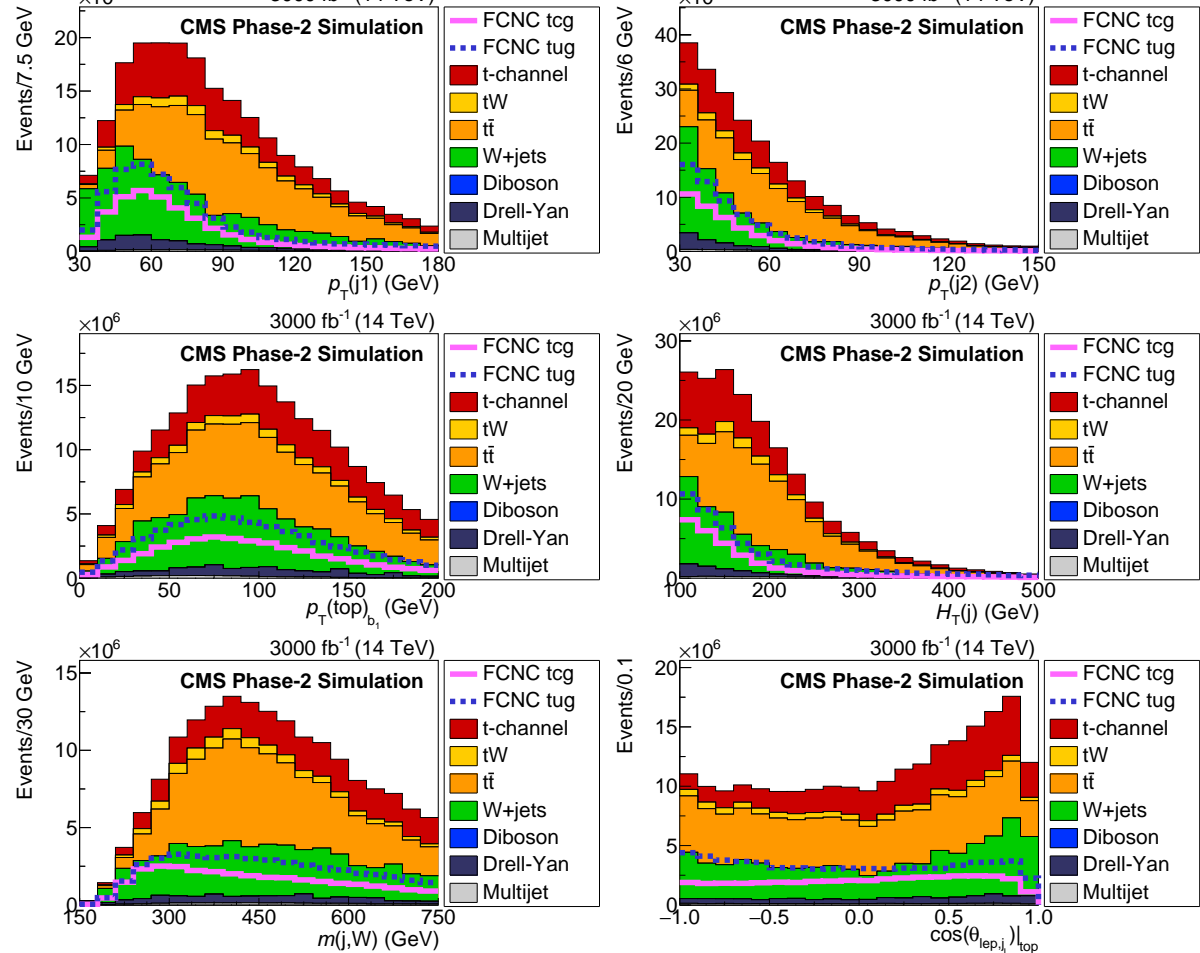 CMS Phase-2 Simulation
Events/7.5 GeV
20
15
10
5
0
30 60 90 120 150 180
p_T(j1) (GeV)
FCNC tcg
FCNC tug
t-channel
tW
tt̄
W+jets
Diboson
Drell-Yan
Multijet
CMS Phase-2 Simulation
Events/6 GeV
40
30
20
10
0
30 60 90 120 150
p_T(j2) (GeV)
FCNC tcg
FCNC tug
t-channel
tW
tt̄
W+jets
Diboson
Drell-Yan
Multijet
×10⁶
3000 fb⁻¹ (14 TeV)
CMS Phase-2 Simulation
Events/10 GeV
15
10
5
0
0 50 100 150 200
p_T(top)_b₁ (GeV)
FCNC tcg
FCNC tug
t-channel
tW
tt̄
W+jets
Diboson
Drell-Yan
Multijet
×10⁶
3000 fb⁻¹ (14 TeV)
CMS Phase-2 Simulation
Events/20 GeV
30
20
10
0
100 200 300 400 500
H_T(j) (GeV)
FCNC tcg
FCNC tug
t-channel
tW
tt̄
W+jets
Diboson
Drell-Yan
Multijet
×10⁶
3000 fb⁻¹ (14 TeV)
CMS Phase-2 Simulation
Events/30 GeV
15
10
5
0
150 300 450 600 750
m(j,W) (GeV)
FCNC tcg
FCNC tug
t-channel
tW
tt̄
W+jets
Diboson
Drell-Yan
Multijet
×10⁶
3000 fb⁻¹ (14 TeV)
CMS Phase-2 Simulation
Events/0.1
20
15
10
5
0
−1.0 −0.5 0.0 0.5 1.0
cos(θ_lep,j_l)|_top
FCNC tcg
FCNC tug
t-channel
tW
tt̄
W+jets
Diboson
Drell-Yan
Multijet